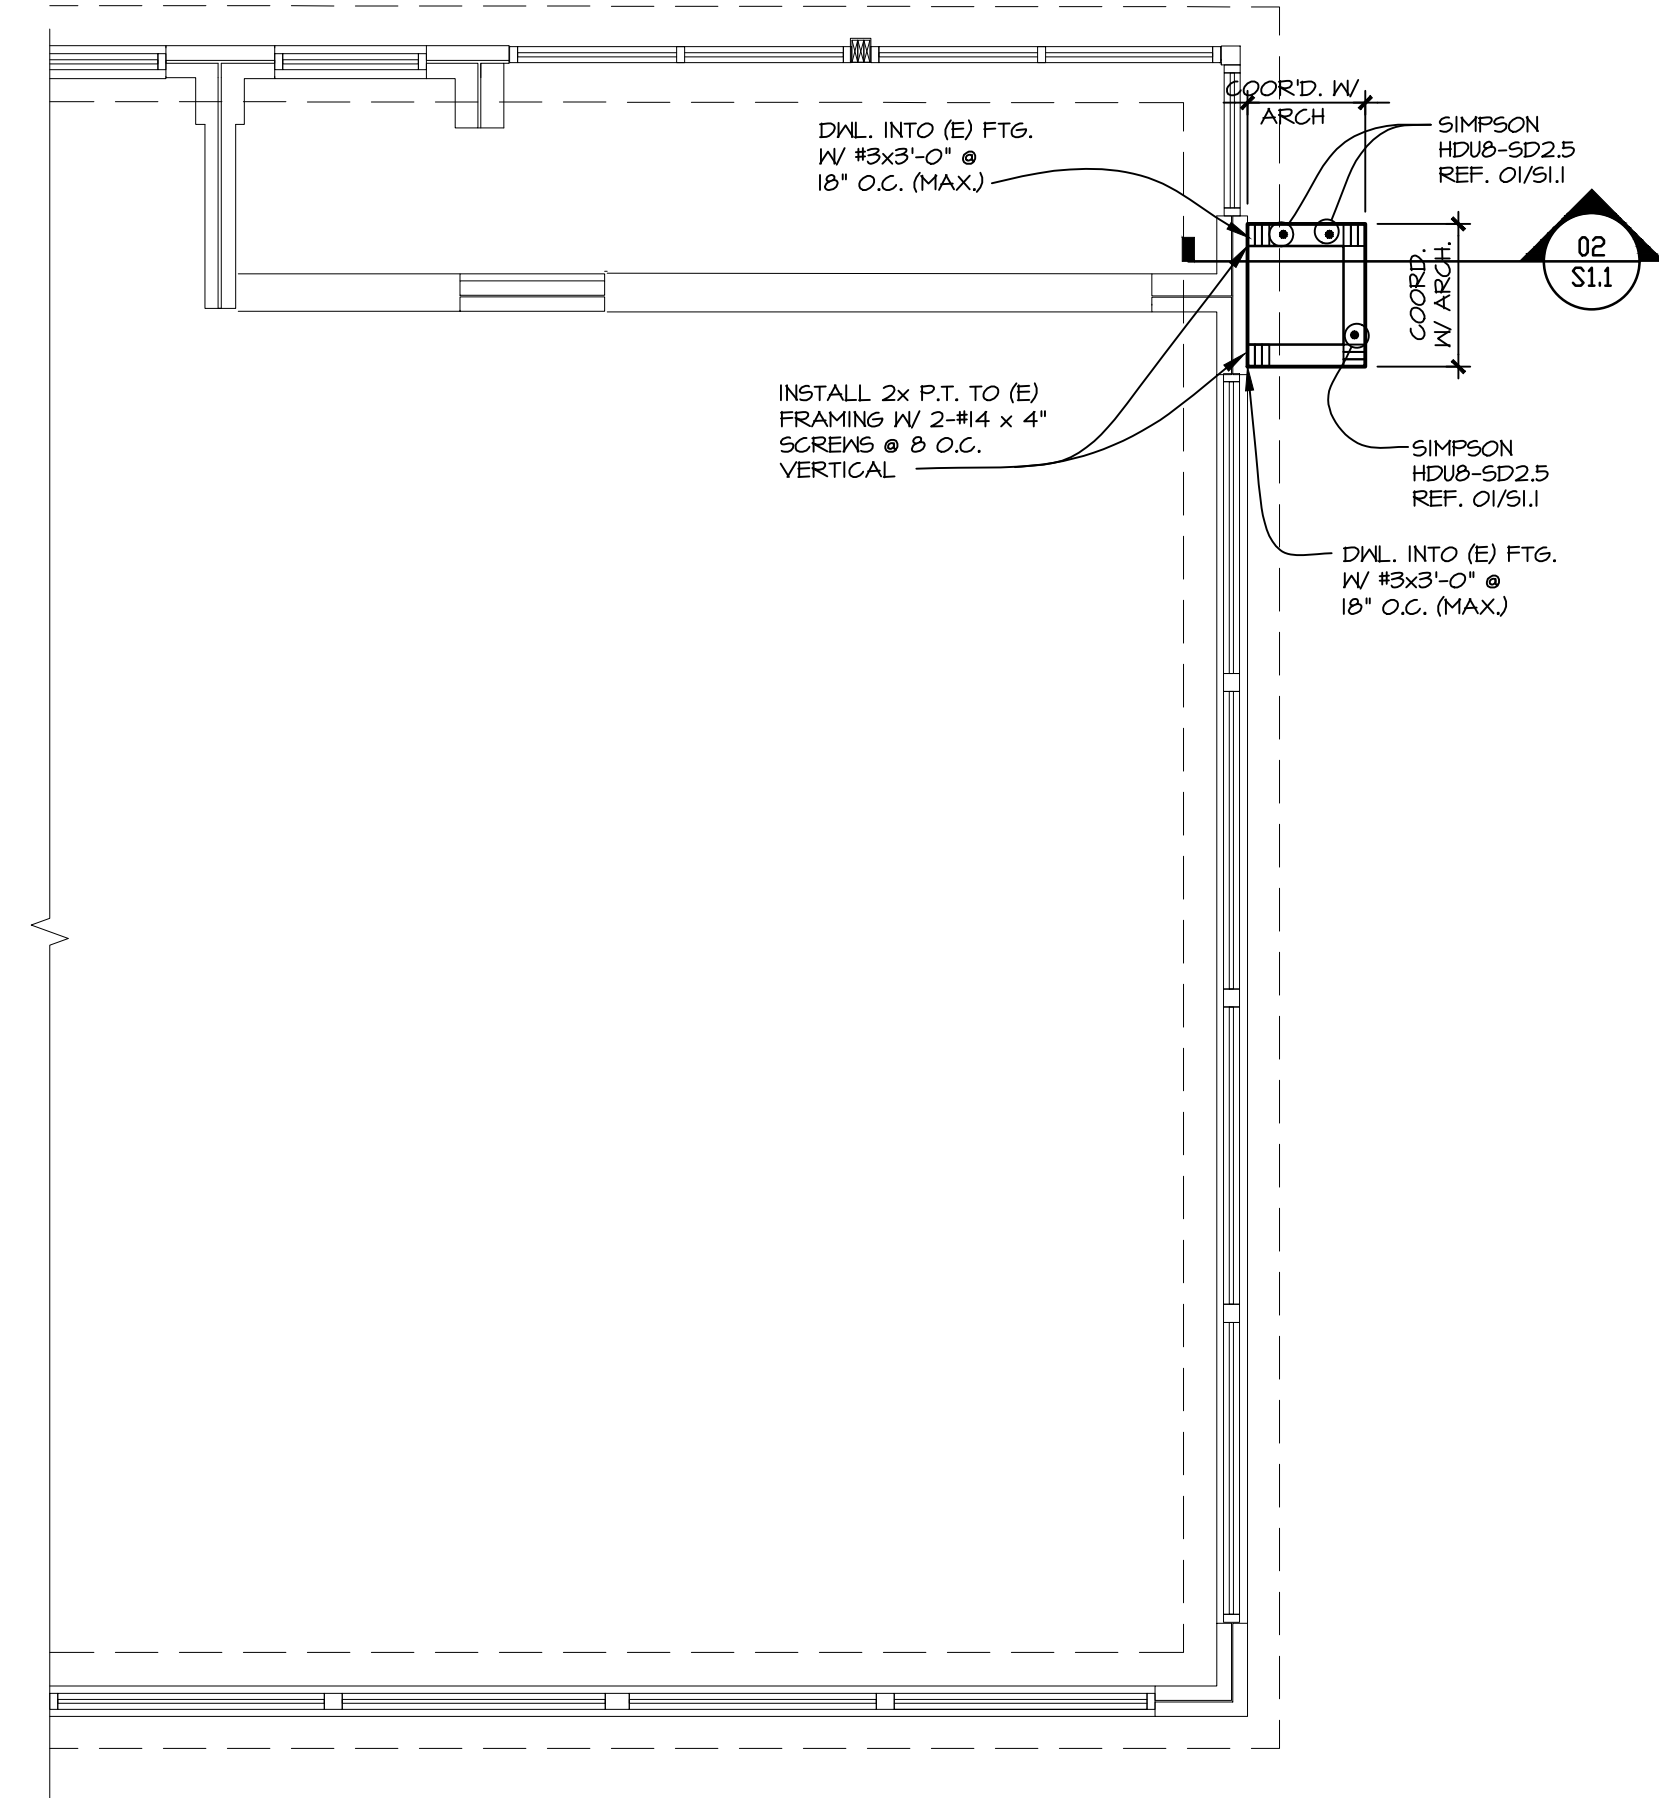 COOR'D. W/
ARCH
DWL. INTO (E) FTG.
W/ #3x3'-0" @
18" O.C. (MAX.)
SIMPSON
HDU8-SD2.5
REF. 01/S1.1
02
S1.1
COORD.
W/ ARCH.
INSTALL 2x P.T. TO (E)
FRAMING W/ 2-#14 x 4"
SCREWS @ 8 O.C.
VERTICAL
SIMPSON
HDU8-SD2.5
REF. 01/S1.1
DWL. INTO (E) FTG.
W/ #3x3'-0" @
18" O.C. (MAX.)